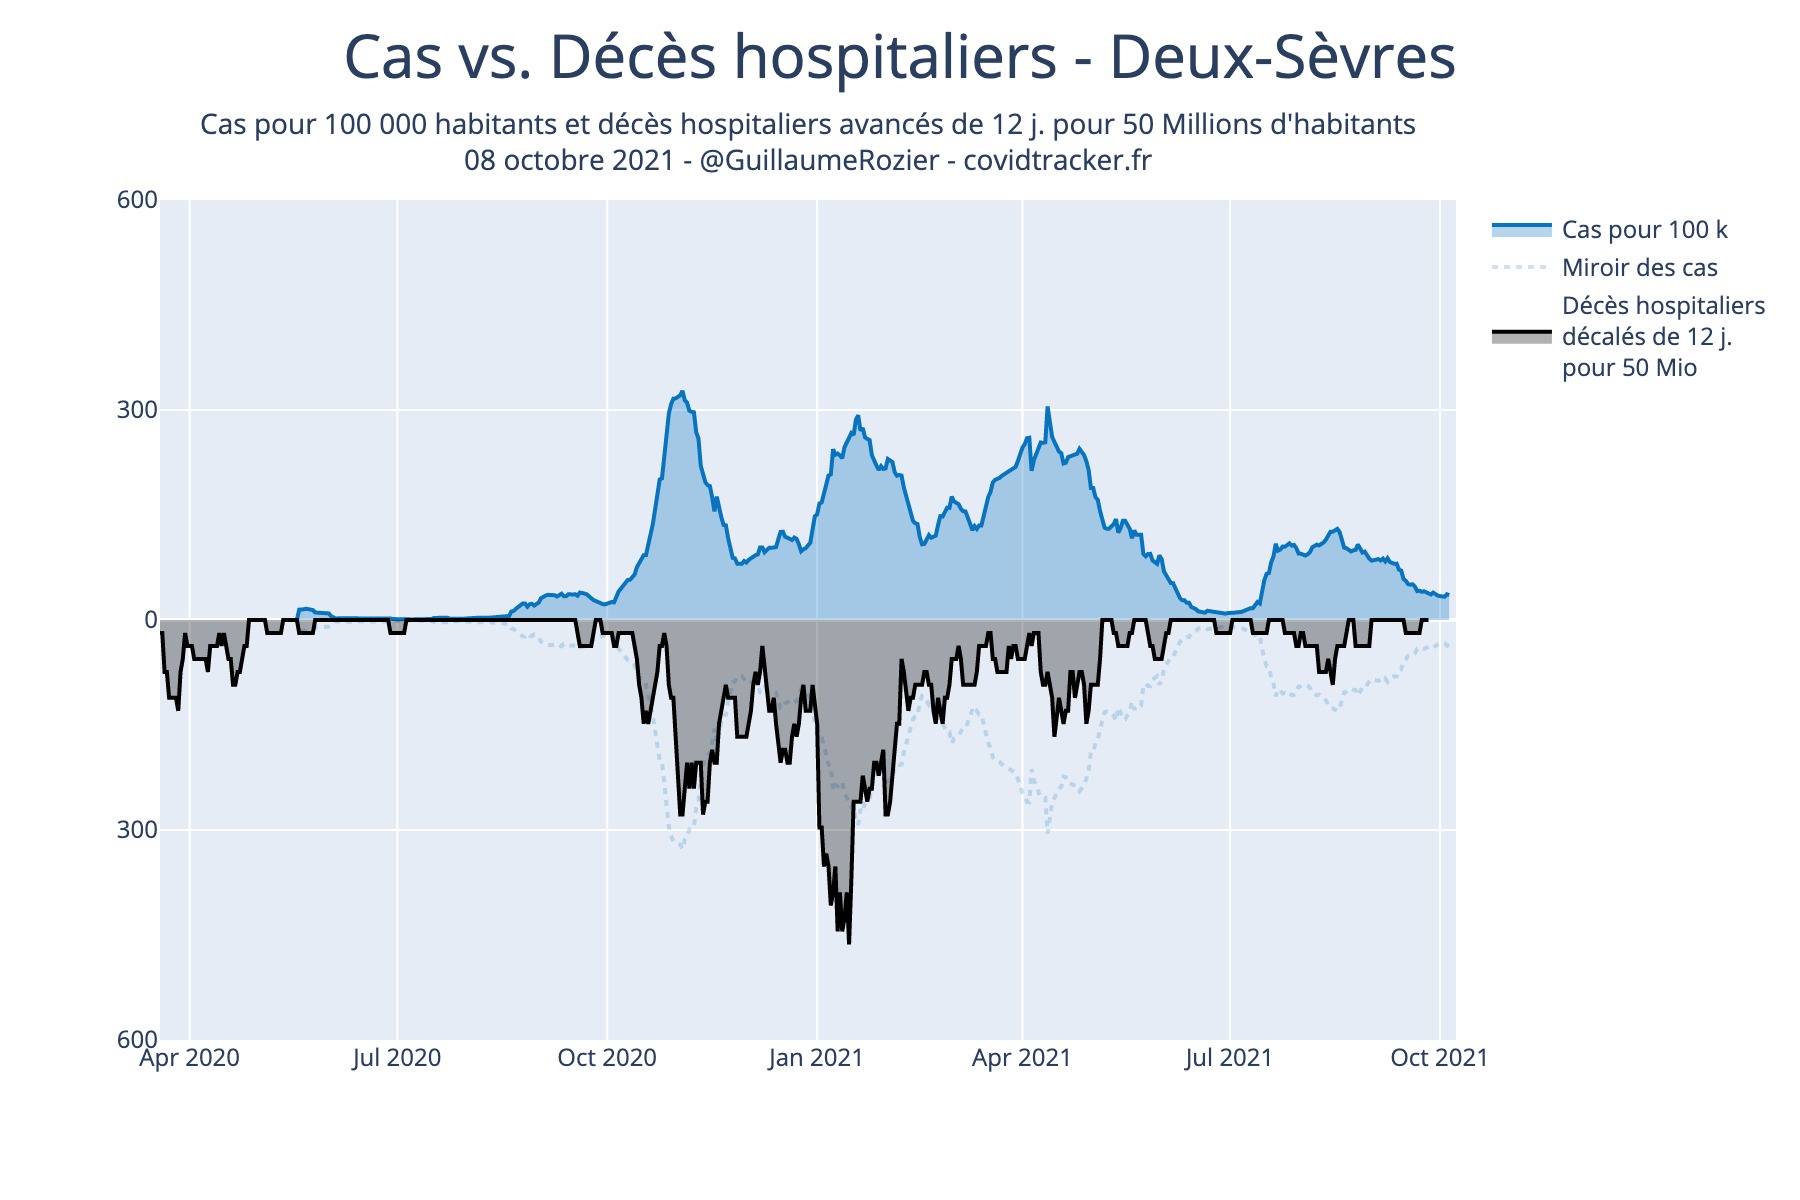 Cas vs. Décès hospitaliers - Deux-Sèvres
Cas pour 100 000 habitants et décès hospitaliers avancés de 12 j. pour 50 Millions d'habitants
08 octobre 2021 - @GuillaumeRozier - covidtracker.fr
600
300
0
300
600
Apr 2020
Jul 2020
Oct 2020
Jan 2021
Apr 2021
Jul 2021
Oct 2021
Cas pour 100 k
Miroir des cas
Décès hospitaliers
décalés de 12 j.
pour 50 Mio